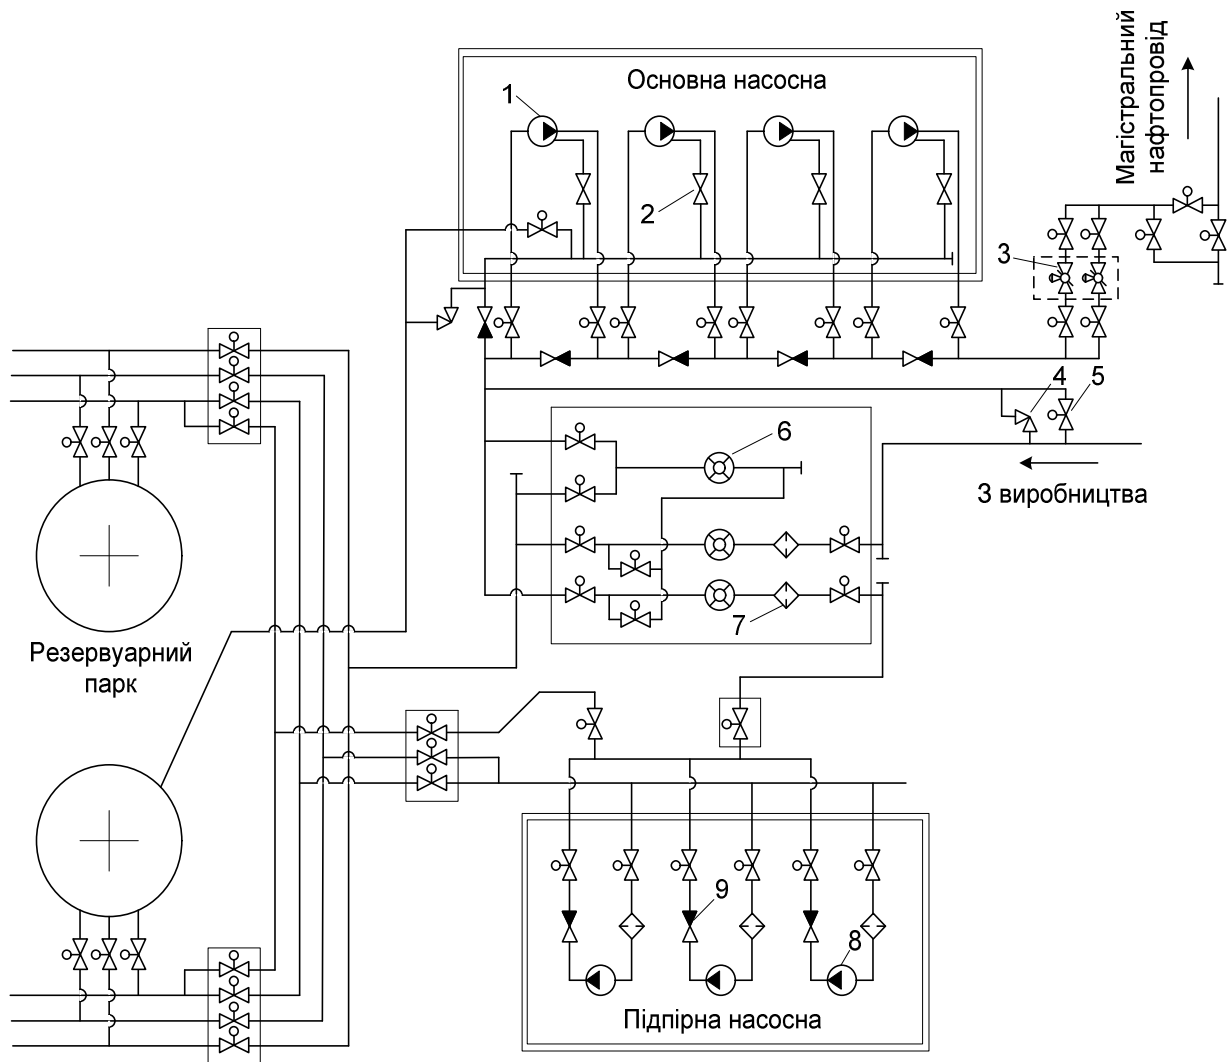 Основна насосна
Магістральний
нафтопровід
1
2
3
4
5
З виробництва
6
7
Резервуарний
парк
9
8
Підпірна насосна